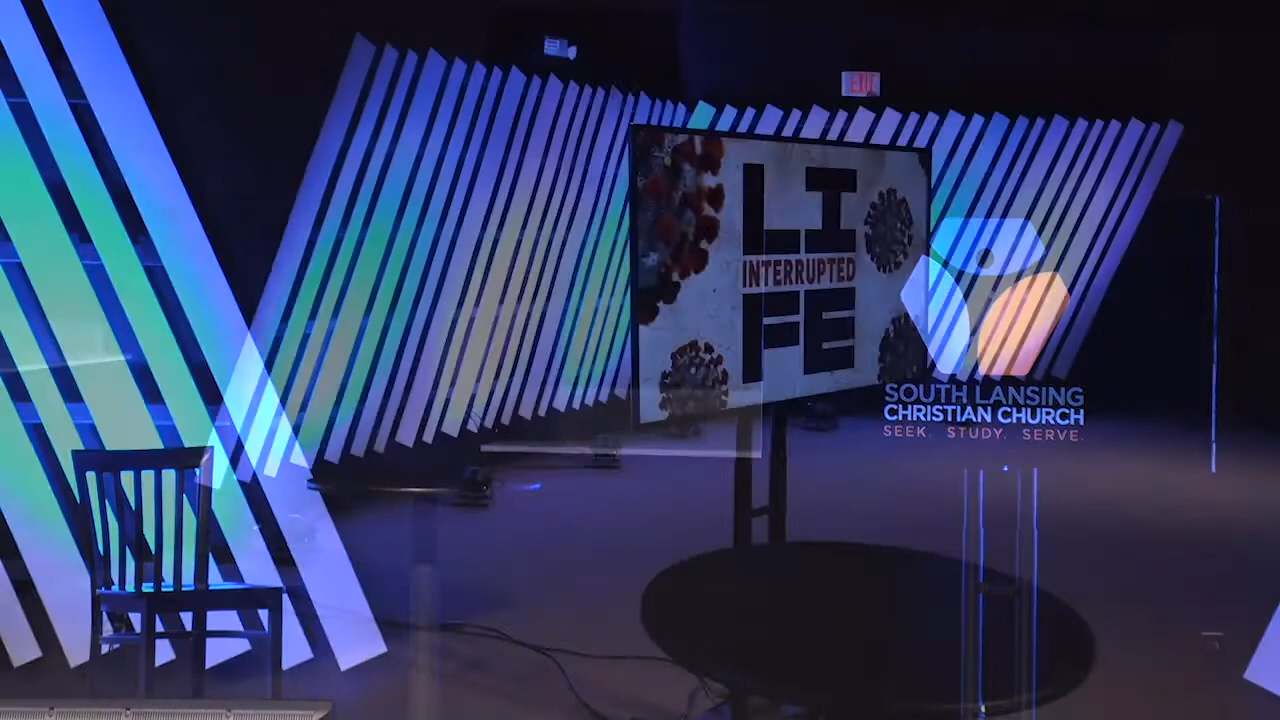 EXIT
LI
INTERRUPTED
FE
SOUTH LANSING
CHRISTIAN CHURCH
SEEK. STUDY. SERVE.